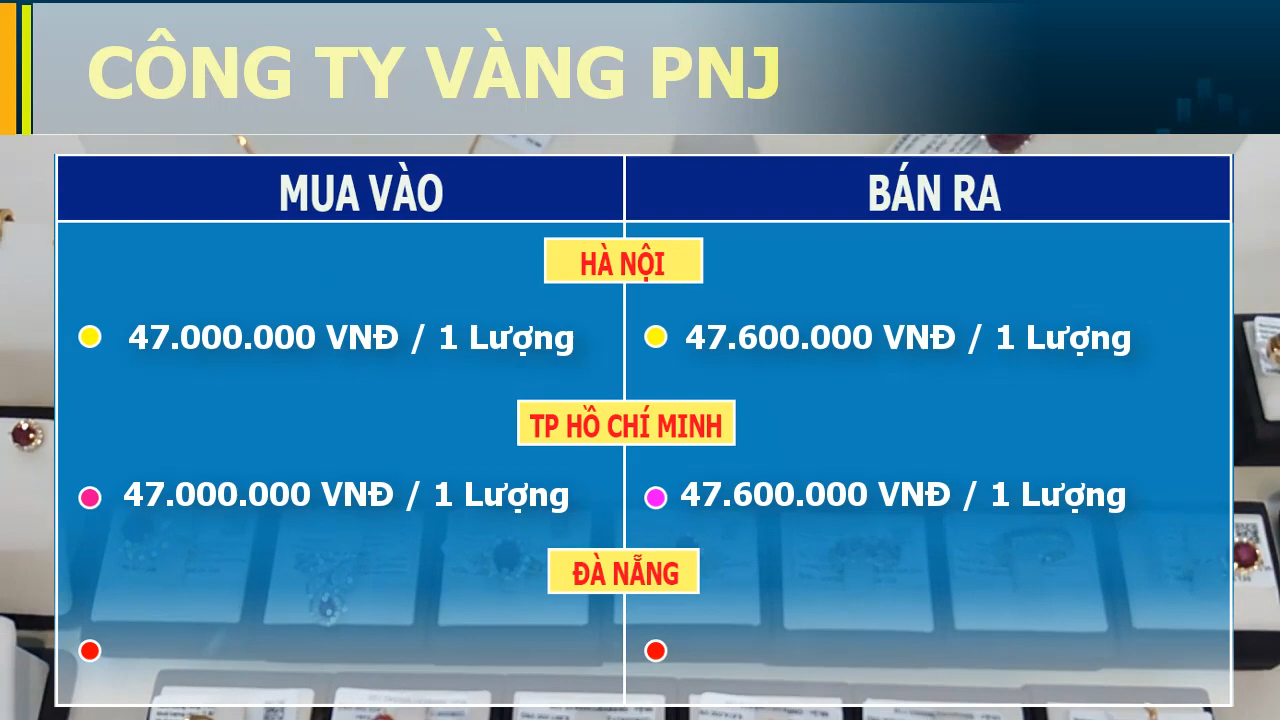 CÔNG TY VÀNG PNJ
MUA VÀO
BÁN RA
HÀ NỘI
47.000.000 VNĐ / 1 Lượng
47.600.000 VNĐ / 1 Lượng
TP HỒ CHÍ MINH
47.000.000 VNĐ / 1 Lượng
47.600.000 VNĐ / 1 Lượng
ĐÀ NẴNG